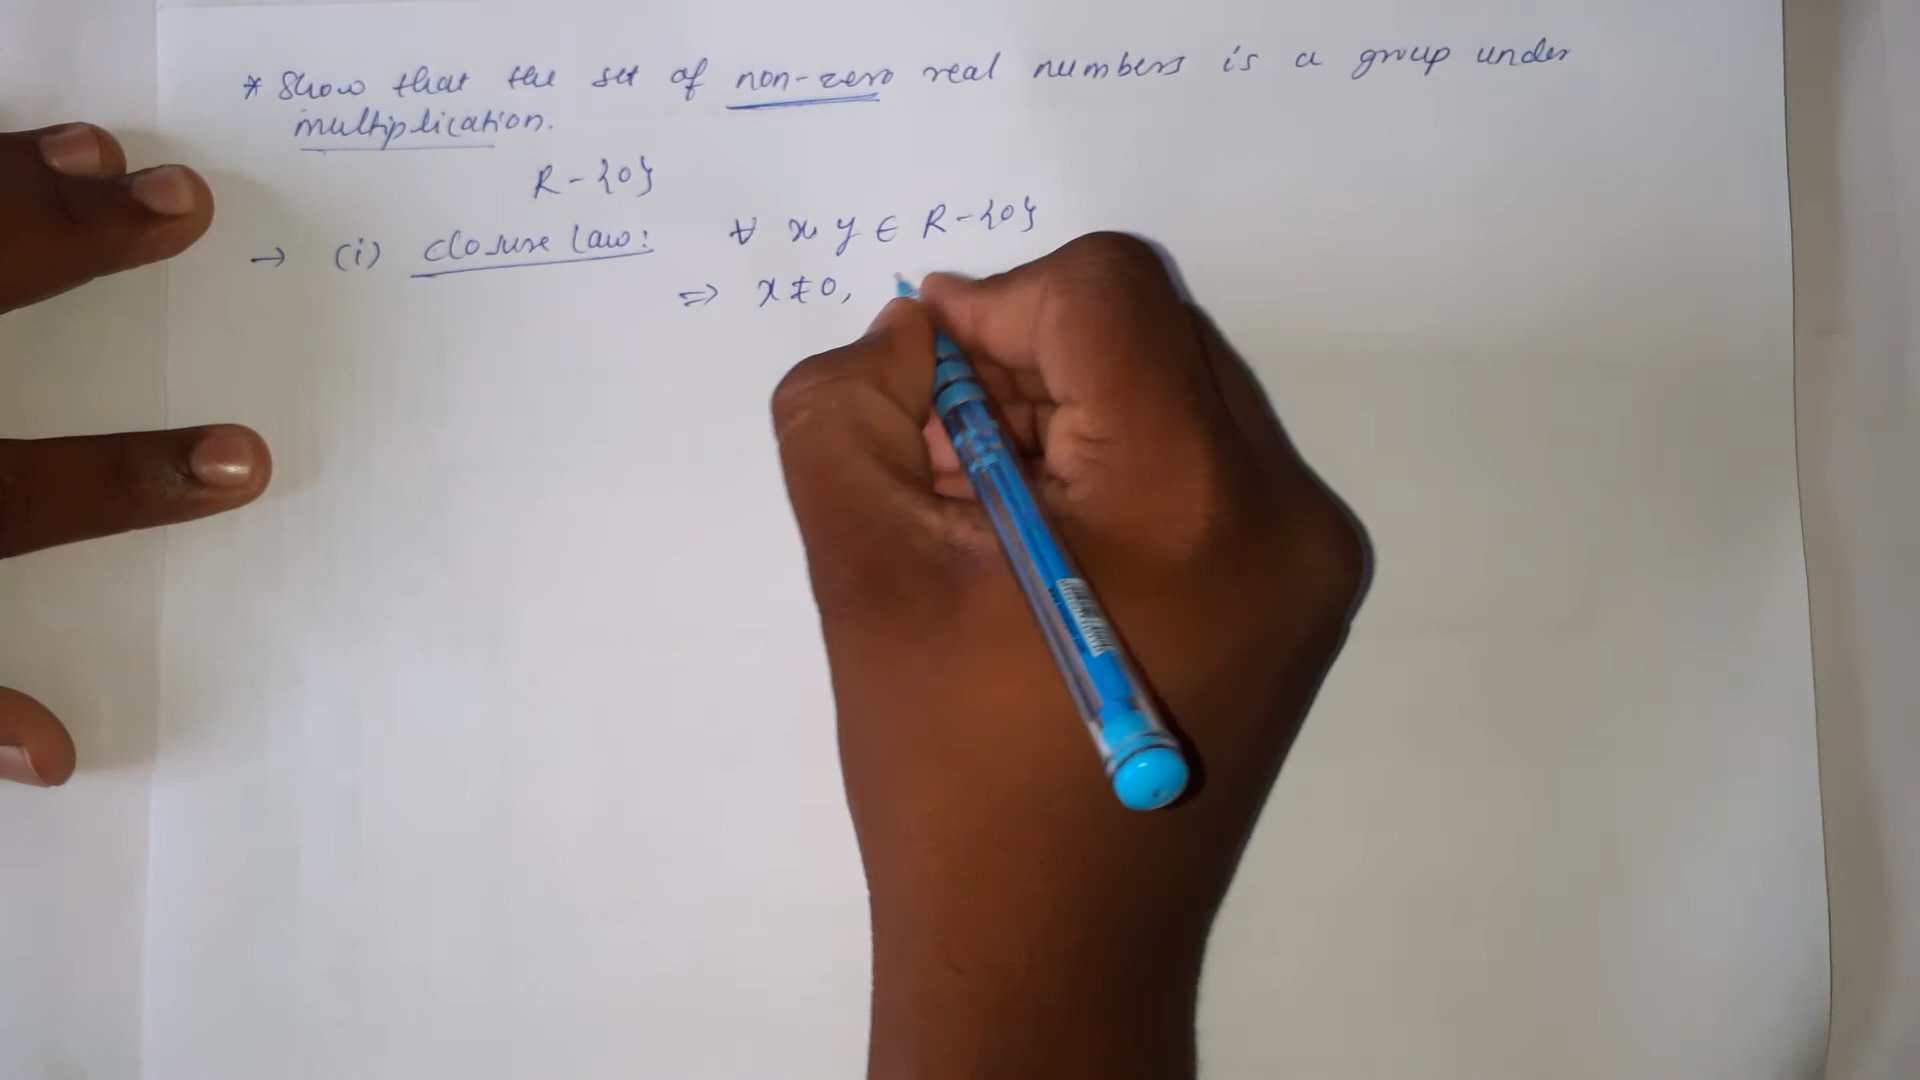 * Show that the set of non-zero real numbers is a group under
multiplication.
R-{0}
→ (i) closure law: ∀ x y ∈ R-{0}
⇒ x ≠ 0,